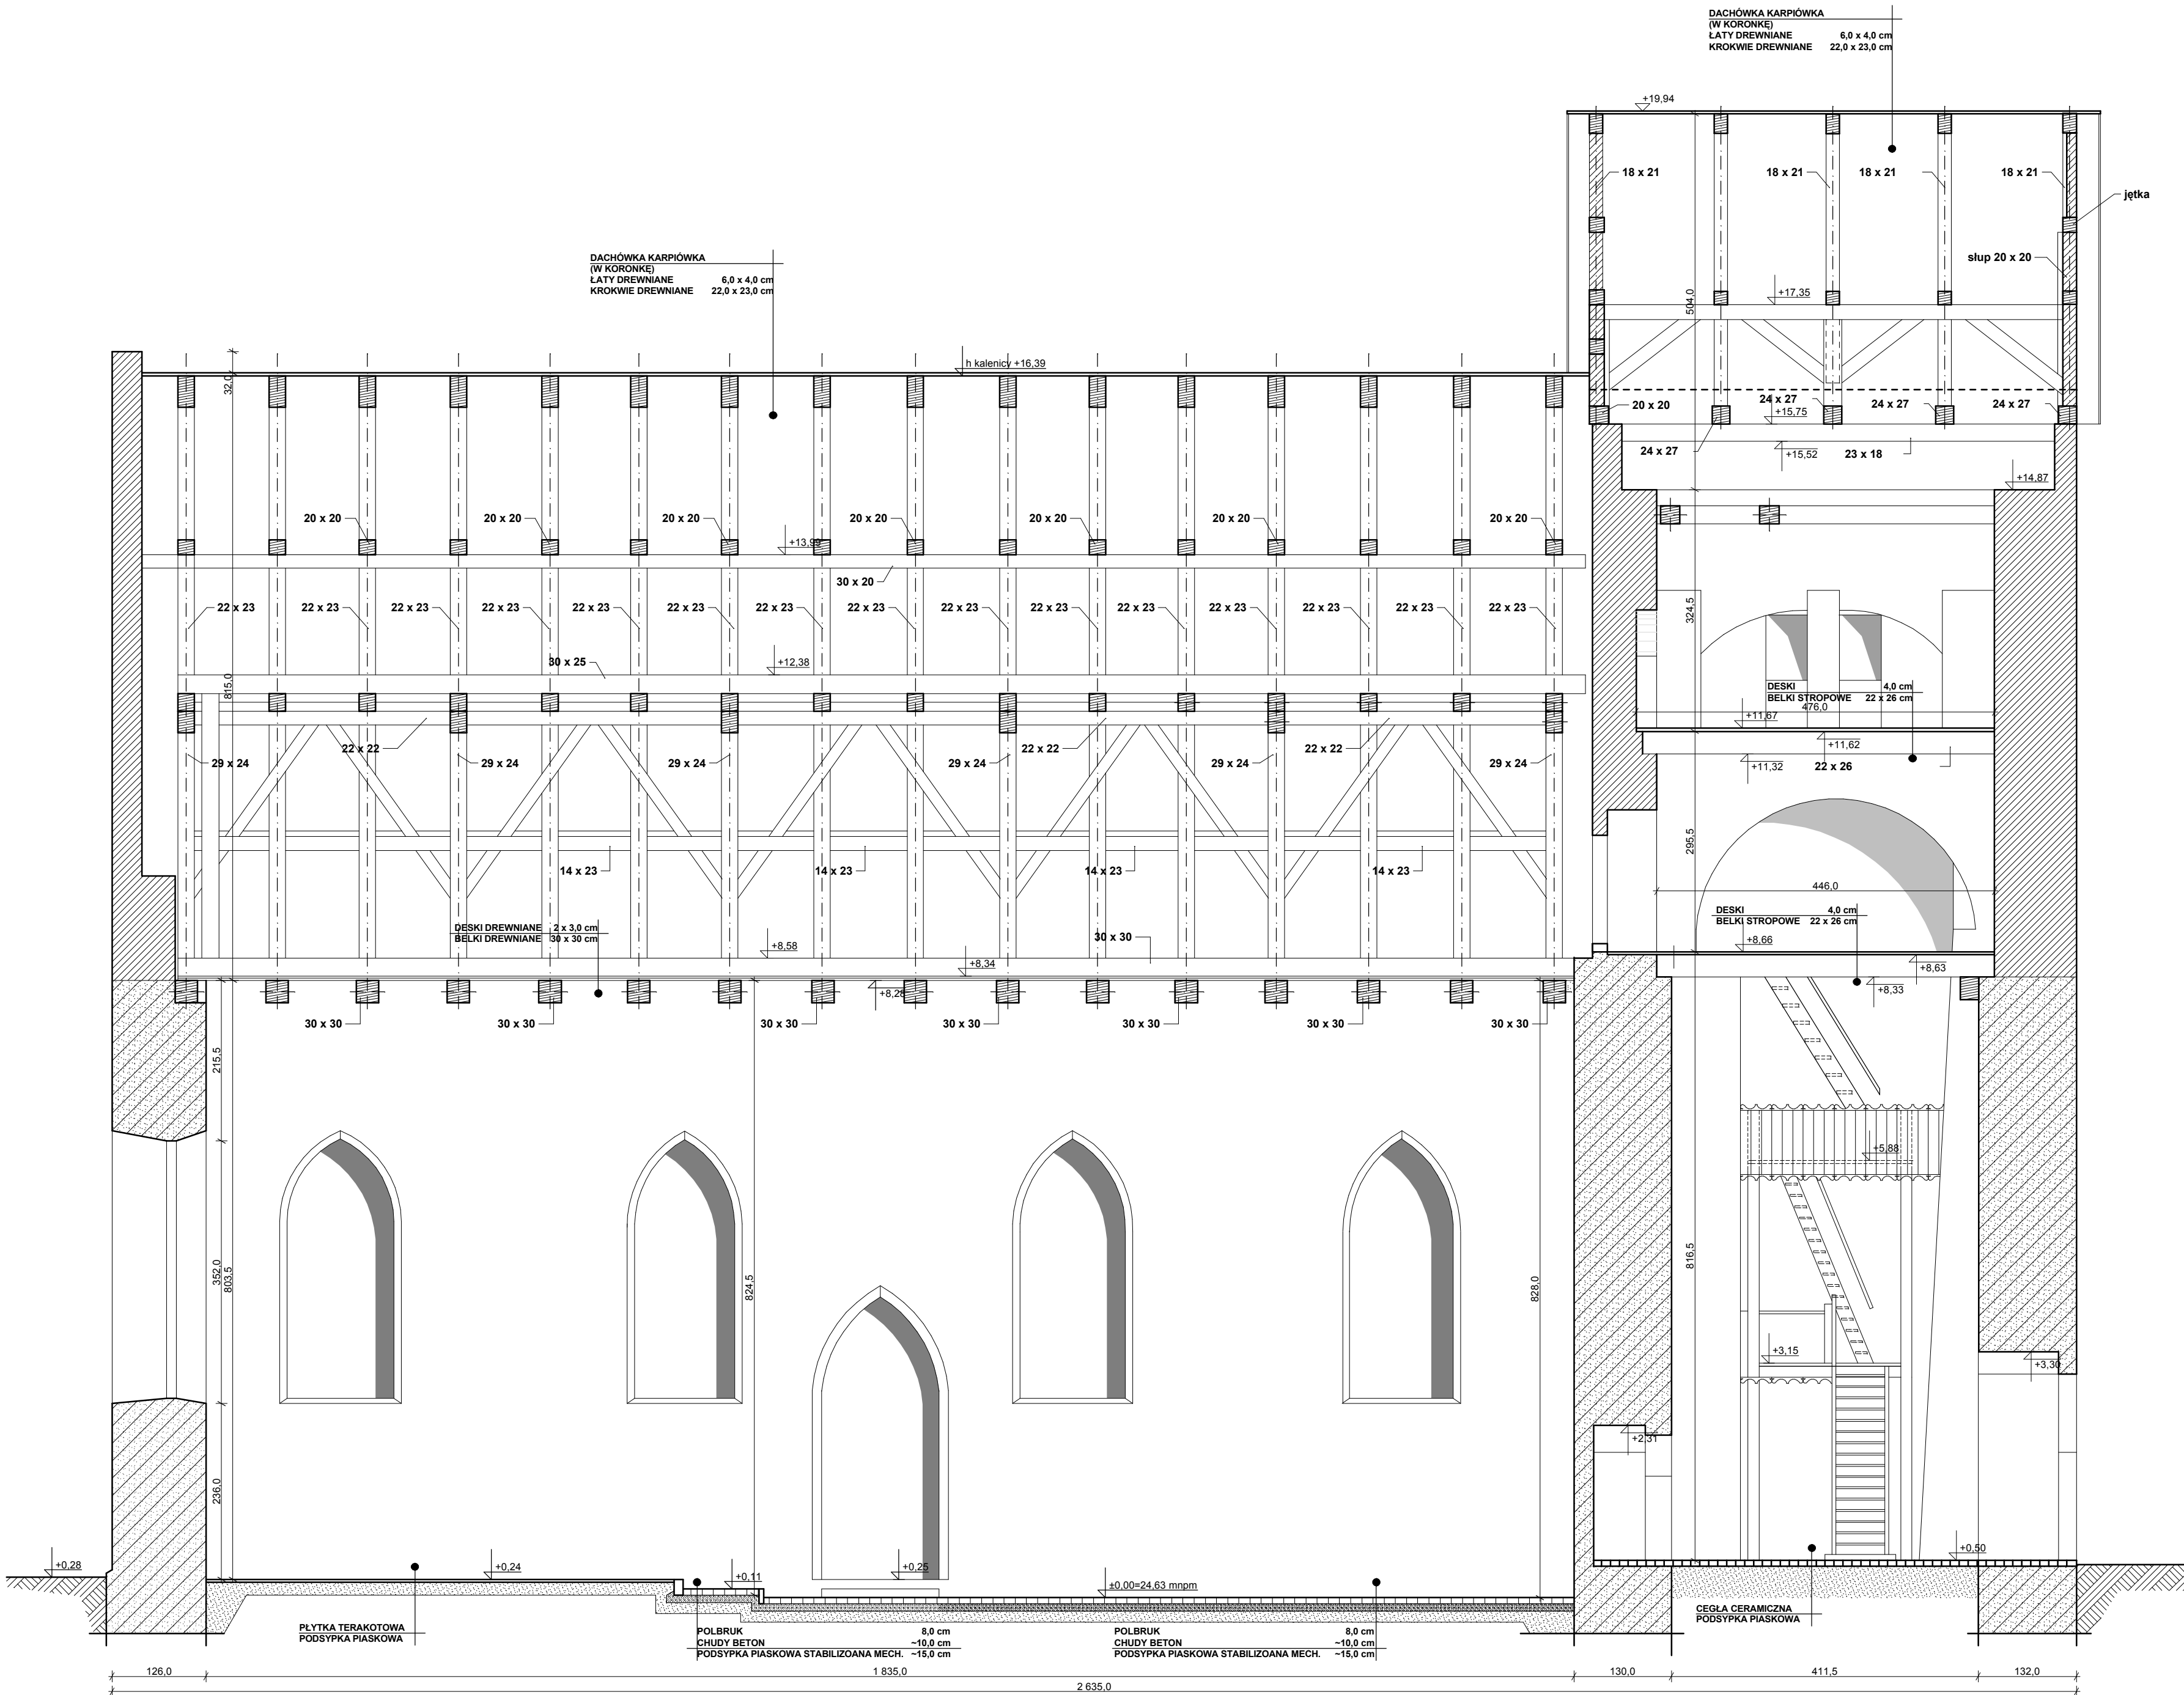 DACHÓWKA KARPIÓWKA
(W KORONKĘ)
ŁATY DREWNIANE 6,0 x 4,0 cm
KROKWIE DREWNIANE 22,0 x 23,0 cm
+19,94
18 x 21 18 x 21 18 x 21 18 x 21
jętka
słup 20 x 20
504,0
+17,35
DACHÓWKA KARPIÓWKA
(W KORONKĘ)
ŁATY DREWNIANE 6,0 x 4,0 cm
KROKWIE DREWNIANE 22,0 x 23,0 cm
h kalenicy +16,39
32,0
20 x 20 24 x 27 24 x 27 24 x 27
+15,75
24 x 27
+15,52 23 x 18
+14,87
20 x 20 20 x 20 20 x 20 20 x 20 20 x 20 20 x 20 20 x 20
+13,99
30 x 20
22 x 23 22 x 23 22 x 23 22 x 23 22 x 23 22 x 23 22 x 23 22 x 23 22 x 23 22 x 23 22 x 23 22 x 23 22 x 23 22 x 23 22 x 23
324,5
30 x 25
+12,38
815,0
DESKI 4,0 cm
BELKI STROPOWE 22 x 26 cm
476,0
+11,67
+11,62
+11,32 22 x 26
22 x 22 22 x 22 22 x 22
29 x 24 29 x 24 29 x 24 29 x 24 29 x 24 29 x 24
295,5
14 x 23 14 x 23 14 x 23 14 x 23
446,0
DESKI 4,0 cm
BELKI STROPOWE 22 x 26 cm
DESKI DREWNIANE 2 x 3,0 cm
BELKI DREWNIANE 30 x 30 cm
+8,58
30 x 30
+8,34
+8,66
+8,63
+8,28
+8,33
30 x 30 30 x 30 30 x 30 30 x 30 30 x 30 30 x 30 30 x 30
215,5
+5,88
352,0
803,5
824,5
828,0
816,5
+3,15
+3,30
+2,31
236,0
+0,28
+0,24
+0,11
+0,25
±0,00=24,63 mnpm
+0,50
PŁYTKA TERAKOTOWA
PODSYPKA PIASKOWA
POLBRUK 8,0 cm
CHUDY BETON ~10,0 cm
PODSYPKA PIASKOWA STABILIZOANA MECH. ~15,0 cm
POLBRUK 8,0 cm
CHUDY BETON ~10,0 cm
PODSYPKA PIASKOWA STABILIZOANA MECH. ~15,0 cm
CEGŁA CERAMICZNA
PODSYPKA PIASKOWA
126,0 1 835,0 130,0 411,5 132,0
2 635,0